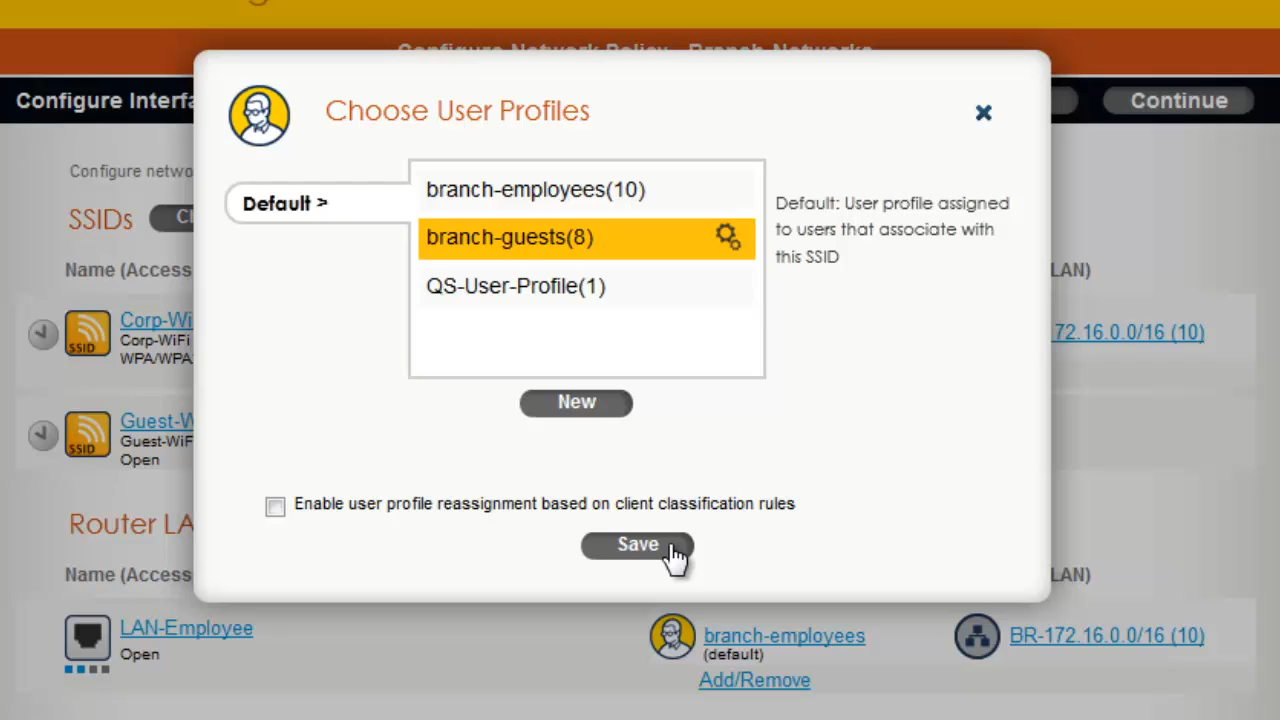 Configure Network Policy - Branch Networks
Configure Interfa
Continue
Choose User Profiles
Configure netwo
Default >
branch-employees(10)
branch-guests(8)
QS-User-Profile(1)
Default: User profile assigned
to users that associate with
this SSID
SSIDs
Name (Access
LAN)
SSID
Corp-Wi
Corp-WiFi
WPA/WPA
72.16.0.0/16 (10)
New
SSID
Guest-W
Guest-WiF
Open
Enable user profile reassignment based on client classification rules
Save
Router LA
Name (Access
LAN)
LAN-Employee
Open
branch-employees
(default)
Add/Remove
BR-172.16.0.0/16 (10)